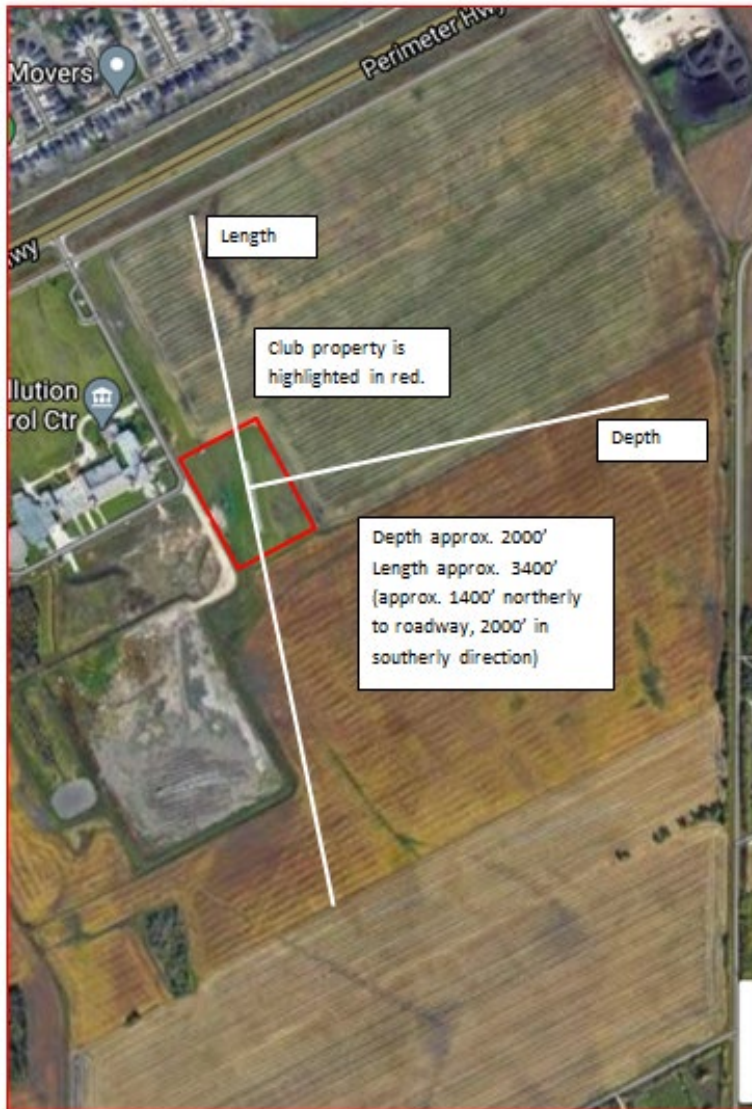 Movers
Perimeter Hwy
Length
wy
Club property is
highlighted in red.
llution
rol Ctr
Depth
Depth approx. 2000’
Length approx. 3400’
(approx. 1400’ northerly
to roadway, 2000’ in
southerly direction)